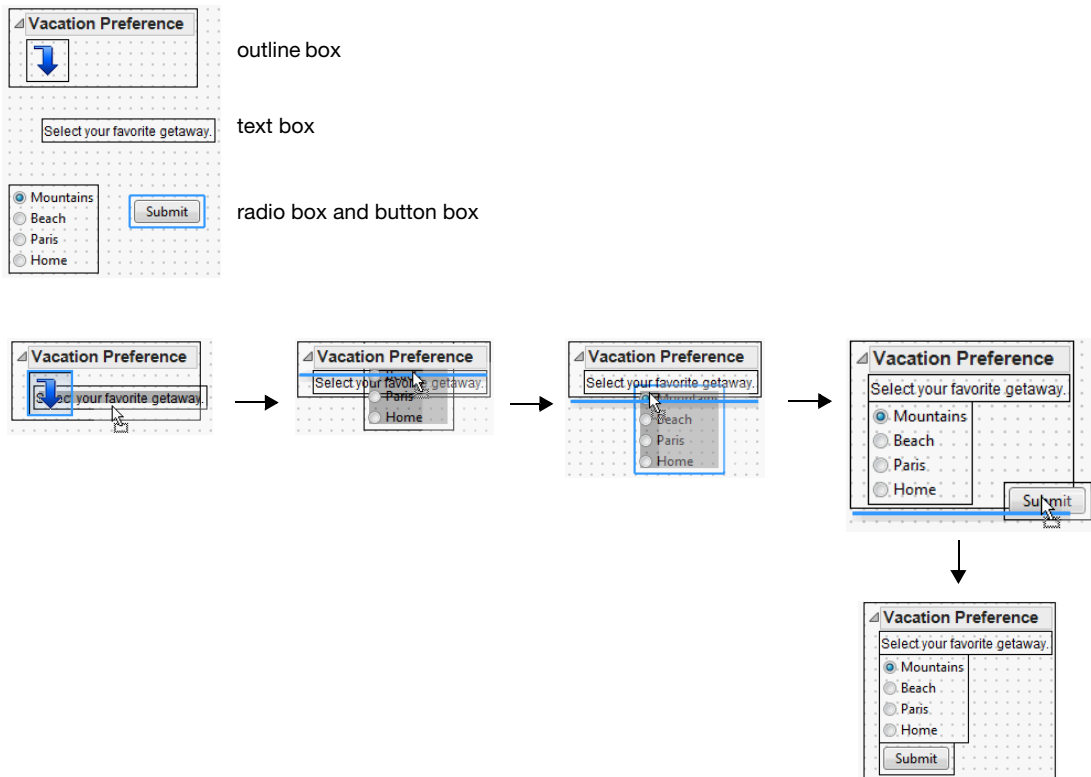 Vacation Preference
outline box
Select your favorite getaway.
text box
Mountains
Beach
Paris
Home
Submit
radio box and button box
Vacation Preference
Select your favorite getaway.
Vacation Preference
Select your favorite getaway.
Paris
Home
Vacation Preference
Select your favorite getaway.
Mountains
Beach
Paris
Home
Vacation Preference
Select your favorite getaway.
Mountains
Beach
Paris
Home
Submit
Vacation Preference
Select your favorite getaway.
Mountains
Beach
Paris
Home
Submit